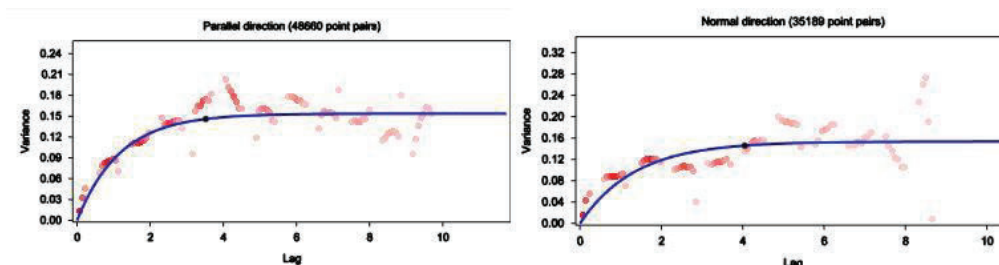 Parallel direction (48660 point pairs)
0.24
0.21
0.18
0.15
0.12
0.09
0.06
0.03
0.00
Variance
0 2 4 6 8 10
Lag
Normal direction (35189 point pairs)
0.32
0.28
0.24
0.20
0.16
0.12
0.08
0.04
0.00
Variance
0 2 4 6 8 10
Lag